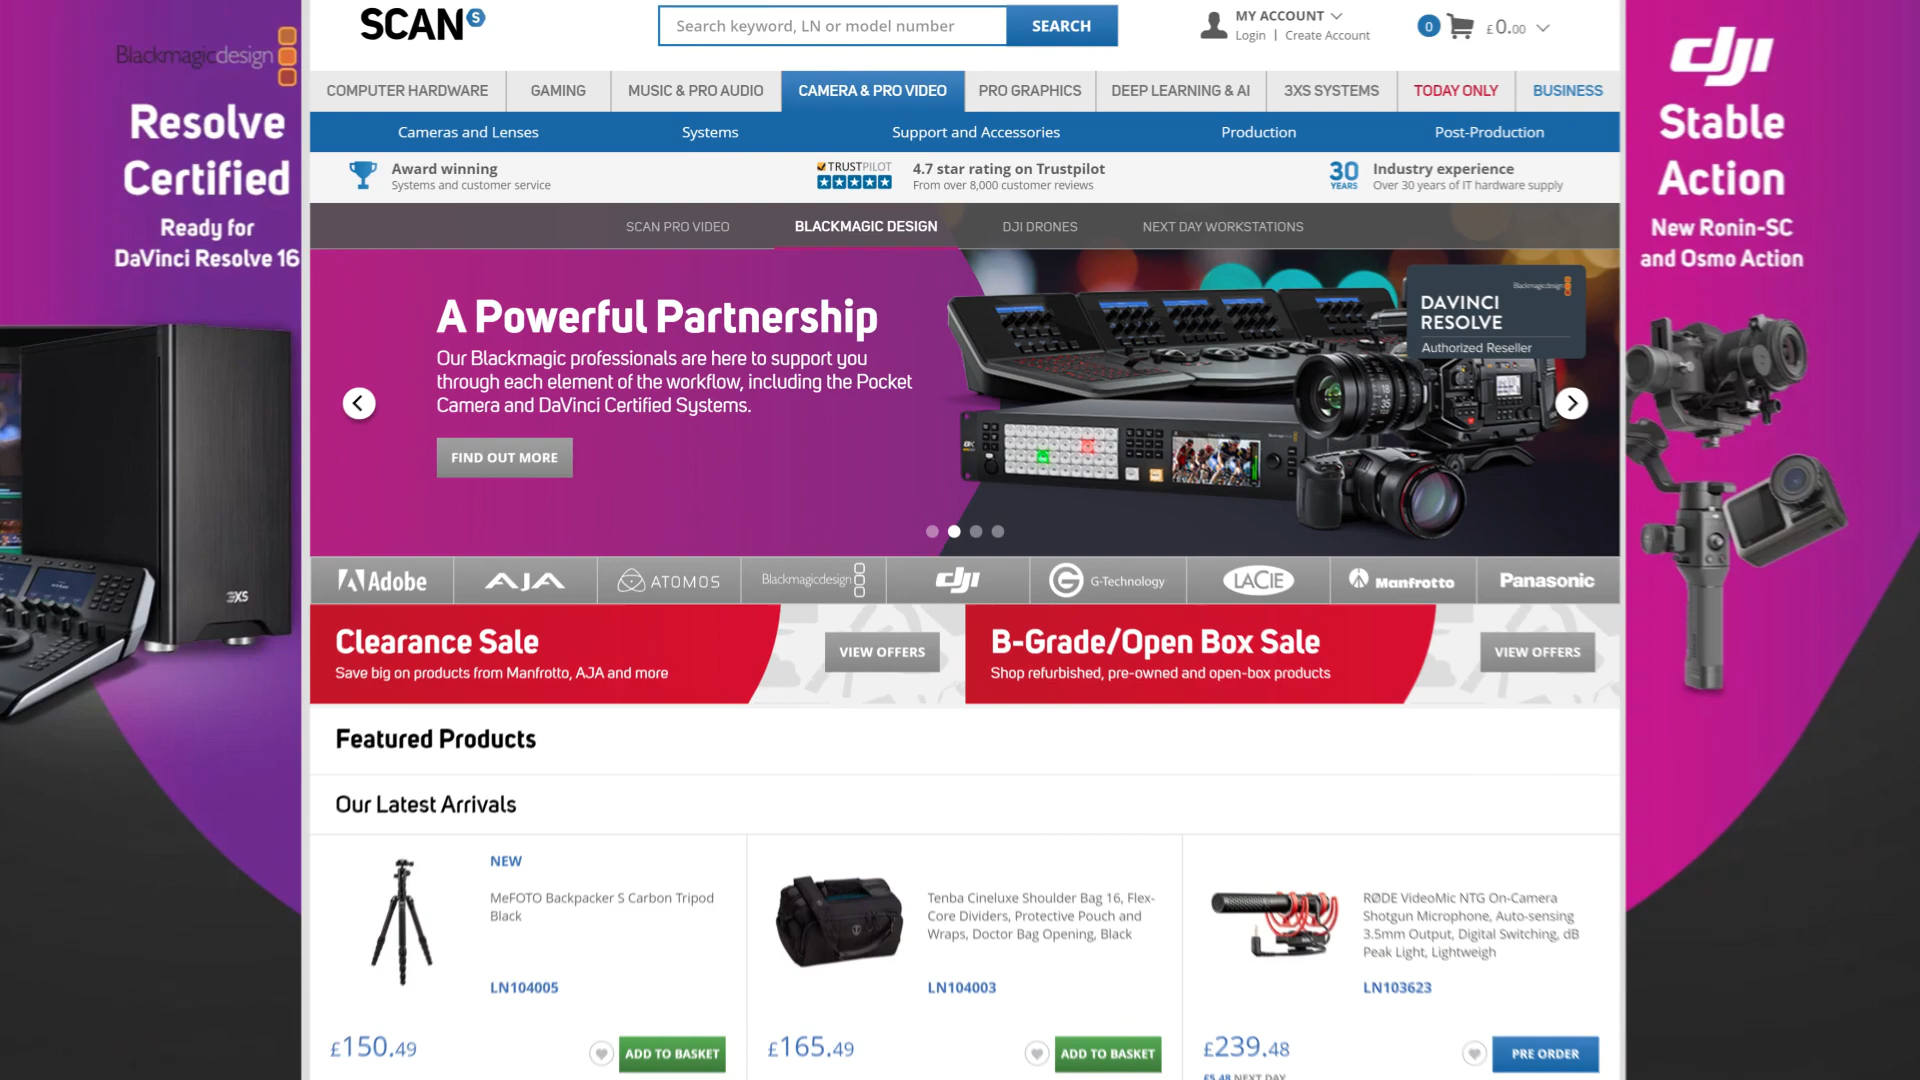 Blackmagicdesign
Resolve
Certified
Ready for
DaVinci Resolve 16
3XS
SCAN S
Search keyword, LN or model number
SEARCH
MY ACCOUNT
Login | Create Account
0
£0.00
COMPUTER HARDWARE
GAMING
MUSIC & PRO AUDIO
CAMERA & PRO VIDEO
PRO GRAPHICS
DEEP LEARNING & AI
3XS SYSTEMS
TODAY ONLY
BUSINESS
Cameras and Lenses
Systems
Support and Accessories
Production
Post-Production
Award winning
Systems and customer service
TRUSTPILOT
4.7 star rating on Trustpilot
From over 8,000 customer reviews
30
YEARS
Industry experience
Over 30 years of IT hardware supply
SCAN PRO VIDEO
BLACKMAGIC DESIGN
DJI DRONES
NEXT DAY WORKSTATIONS
A Powerful Partnership
Our Blackmagic professionals are here to support you
through each element of the workflow, including the Pocket
Camera and DaVinci Certified Systems.
FIND OUT MORE
Blackmagicdesign
DAVINCI
RESOLVE
Authorized Reseller
Adobe
AJA
ATOMOS
Blackmagicdesign
dji
G-Technology
LACIE
Manfrotto
Panasonic
Clearance Sale
Save big on products from Manfrotto, AJA and more
VIEW OFFERS
B-Grade/Open Box Sale
Shop refurbished, pre-owned and open-box products
VIEW OFFERS
Featured Products
Our Latest Arrivals
NEW
MeFOTO Backpacker S Carbon Tripod
Black
LN104005
£150.49
ADD TO BASKET
Tenba Cineluxe Shoulder Bag 16, Flex-
Core Dividers, Protective Pouch and
Wraps, Doctor Bag Opening, Black
LN104003
£165.49
ADD TO BASKET
RØDE VideoMic NTG On-Camera
Shotgun Microphone, Auto-sensing
3.5mm Output, Digital Switching, dB
Peak Light, Lightweigh
LN103623
£239.48
£5.48 NEXT DAY
PRE ORDER
dji
Stable
Action
New Ronin-SC
and Osmo Action